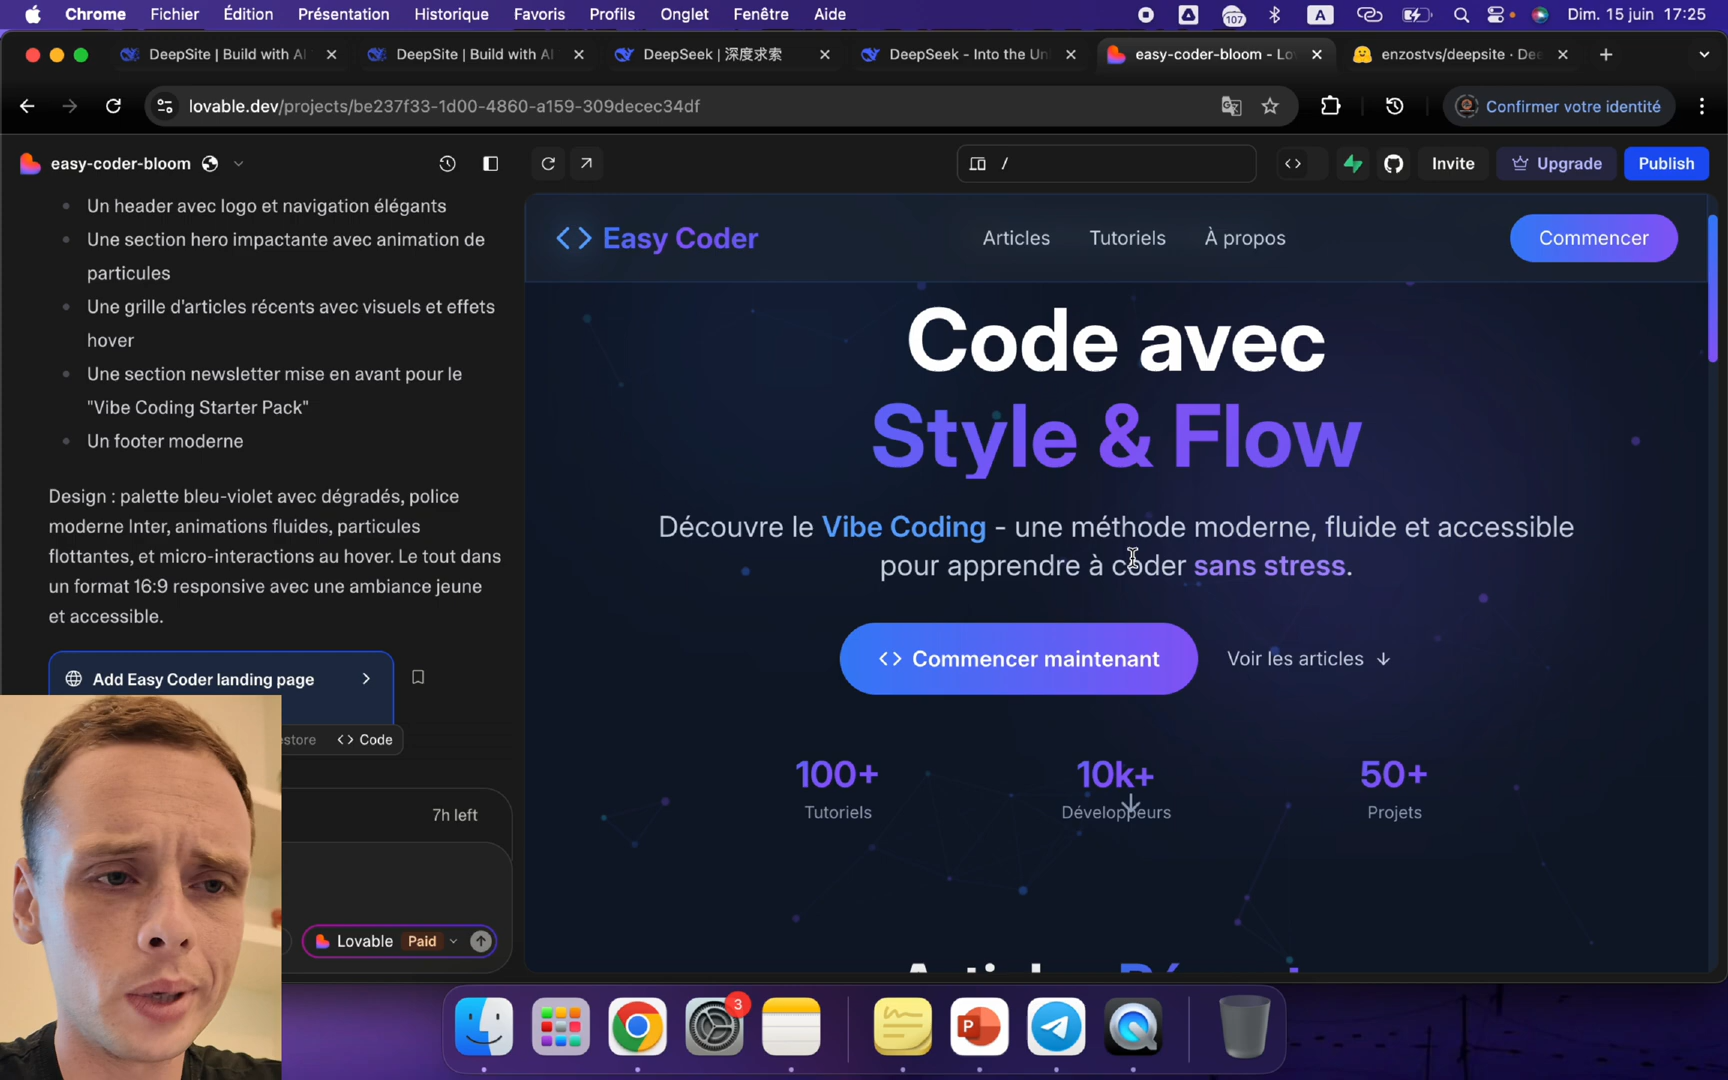 Chrome Fichier Édition Présentation Historique Favoris Profils Onglet Fenêtre Aide 107 A Dim. 15 juin 17:25
DeepSite | Build with AI DeepSite | Build with AI DeepSeek | 深度求索 DeepSeek - Into the Un easy-coder-bloom - Lo enzostvs/deepsite · Dee
lovable.dev/projects/be237f33-1d00-4860-a159-309decec34df Confirmer votre identité
easy-coder-bloom / Invite Upgrade Publish
Un header avec logo et navigation élégants
Une section hero impactante avec animation de
particules
Une grille d'articles récents avec visuels et effets
hover
Une section newsletter mise en avant pour le
"Vibe Coding Starter Pack"
Un footer moderne
Design : palette bleu-violet avec dégradés, police
moderne Inter, animations fluides, particules
flottantes, et micro-interactions au hover. Le tout dans
un format 16:9 responsive avec une ambiance jeune
et accessible.
Add Easy Coder landing page
estore <> Code
7h left
Lovable Paid
<> Easy Coder Articles Tutoriels À propos Commencer
Code avec
Style & Flow
Découvre le Vibe Coding - une méthode moderne, fluide et accessible
pour apprendre à coder sans stress.
<> Commencer maintenant Voir les articles ↓
100+ 10k+ 50+
Tutoriels Développeurs Projets
3
P